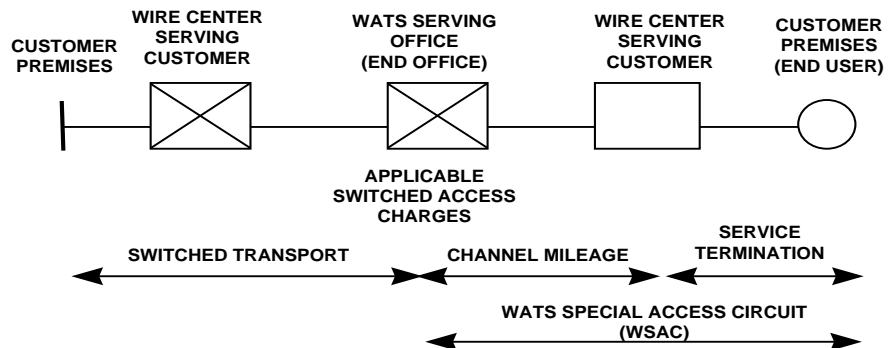 CUSTOMER
PREMISES
WIRE CENTER
SERVING
CUSTOMER
WATS SERVING
OFFICE
(END OFFICE)
WIRE CENTER
SERVING
CUSTOMER
CUSTOMER
PREMISES
(END USER)
APPLICABLE
SWITCHED ACCESS
CHARGES
SWITCHED TRANSPORT
CHANNEL MILEAGE
SERVICE
TERMINATION
WATS SPECIAL ACCESS CIRCUIT
(WSAC)